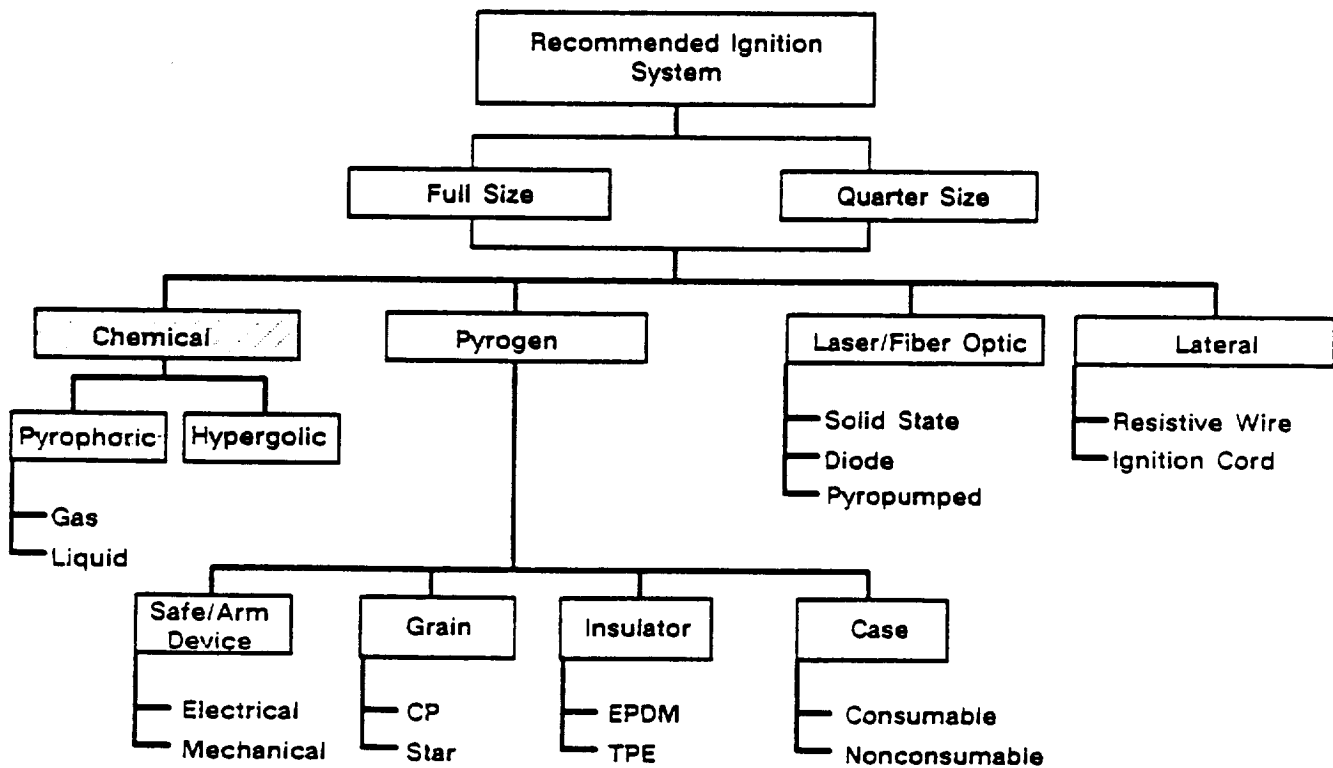 Recommended Ignition
System
Full Size
Quarter Size
Chemical
Pyrogen
Laser/Fiber Optic
Lateral
Pyrophoric
Hypergolic
Solid State
Diode
Pyropumped
Resistive Wire
Ignition Cord
Gas
Liquid
Safe/Arm
Device
Grain
Insulator
Case
Electrical
Mechanical
CP
Star
EPDM
TPE
Consumable
Nonconsumable